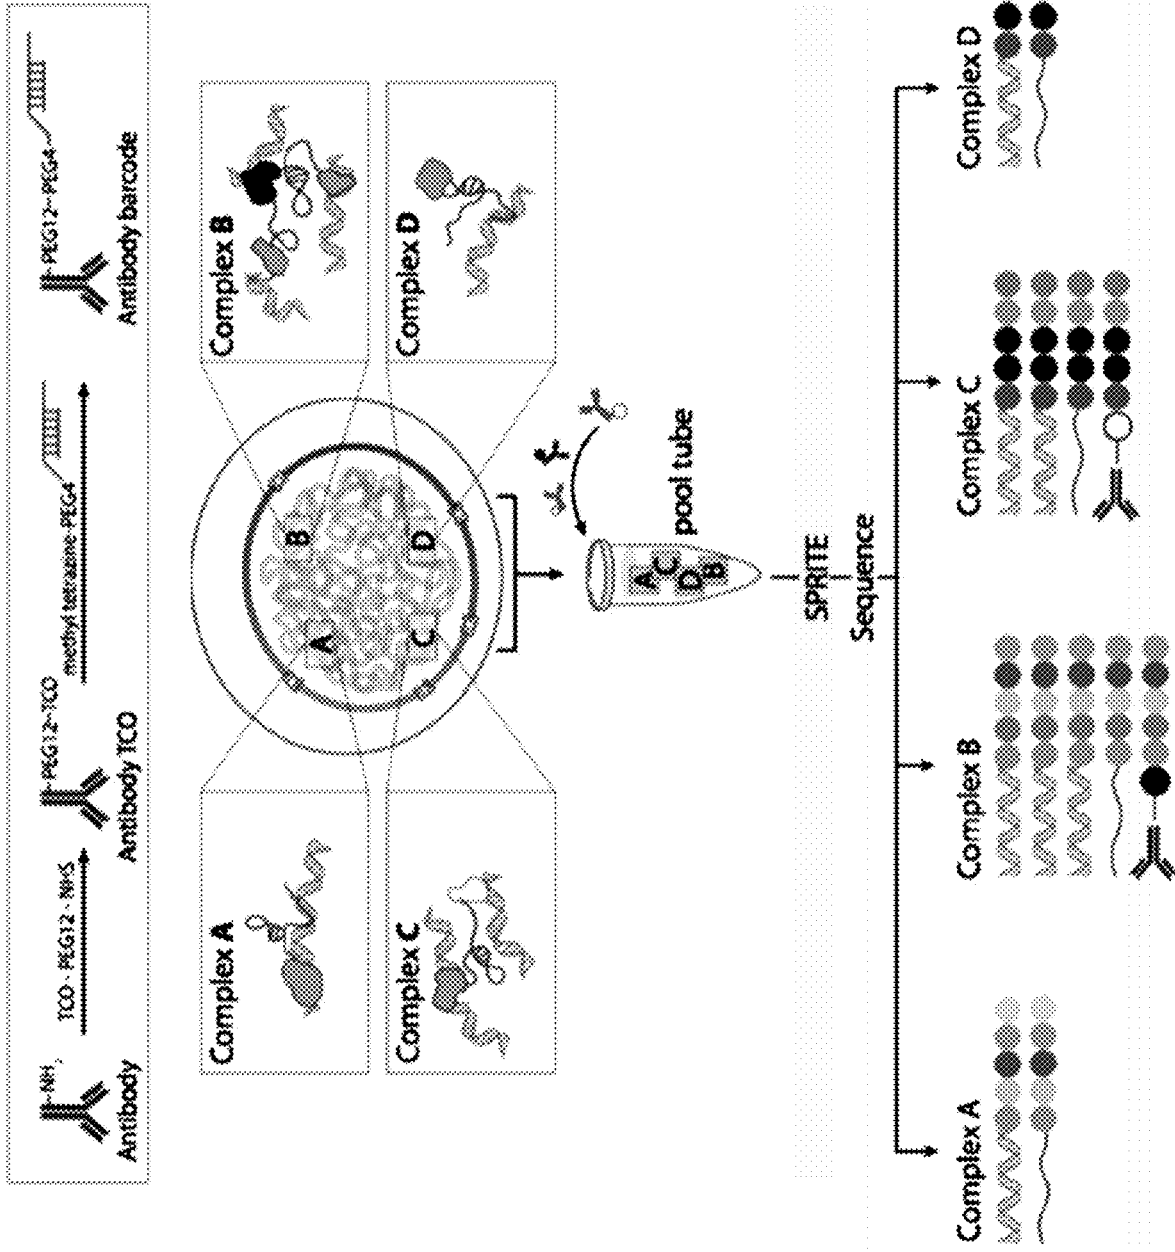 NH2
Antibody
TCO - PEG12 - NHS
PEG12-TCO
Antibody TCO
methyl tetrazine-PEG4
PEG12-PEG4
Antibody barcode
Complex A
Complex B
A
B
C
D
Complex C
Complex D
A
C
D
B
pool tube
SPRITE
Sequence
Complex A
Complex B
Complex C
Complex D